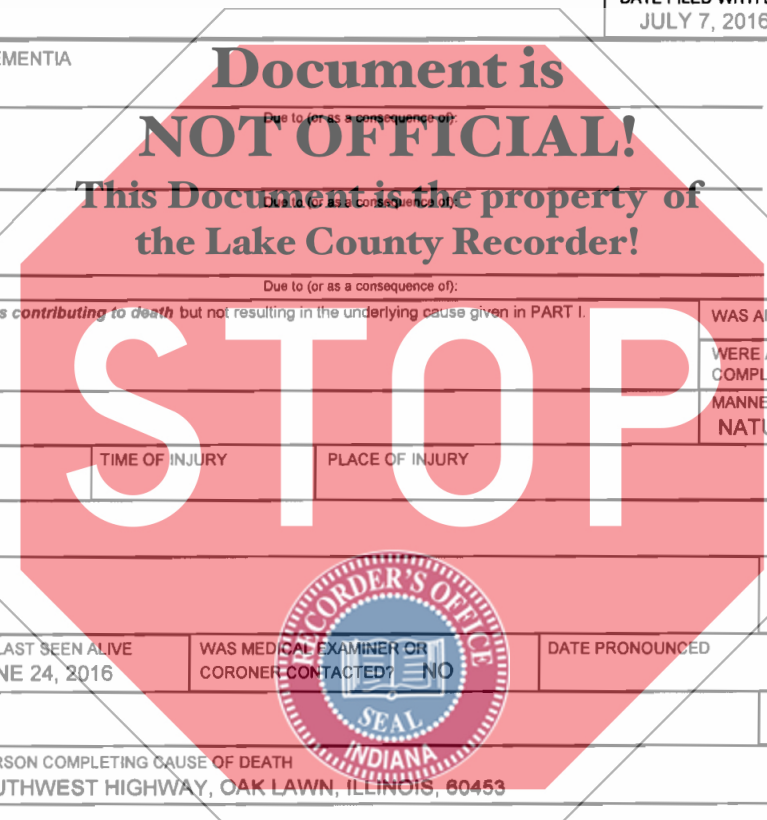 DATE FILED WITH
JULY 7, 2016
EMENTIA
Document is
Due to (or as a consequence of):
NOT OFFICIAL!
This Document is the property of
Due to (or as a consequence of):
the Lake County Recorder!
Due to (or as a consequence of):
s contributing to death but not resulting in the underlying cause given in PART I.
WAS A
WERE
COMPL
MANNE
NATU
STOP
TIME OF INJURY
PLACE OF INJURY
RECORDER'S OFFICE
LAST SEEN ALIVE
WAS MEDICAL EXAMINER OR
DATE PRONOUNCED
NE 24, 2016
CORONER CONTACTED? NO
SEAL
INDIANA
RSON COMPLETING CAUSE OF DEATH
UTHWEST HIGHWAY, OAK LAWN, ILLINOIS, 60453